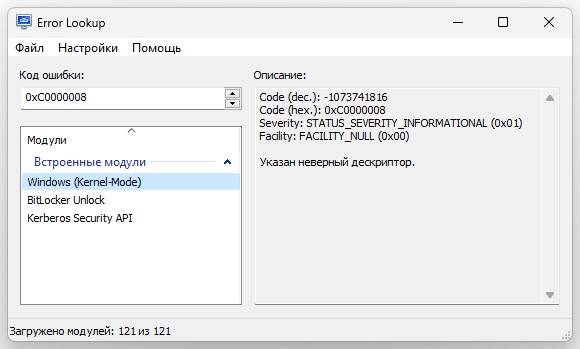 Error Lookup
Файл Настройки Помощь
Код ошибки:
0xC0000008
Модули
Встроенные модули
Windows (Kernel-Mode)
BitLocker Unlock
Kerberos Security API
Описание:
Code (dec.): -1073741816
Code (hex.): 0xC0000008
Severity: STATUS_SEVERITY_INFORMATIONAL (0x01)
Facility: FACILITY_NULL (0x00)
Указан неверный дескриптор.
Загружено модулей: 121 из 121